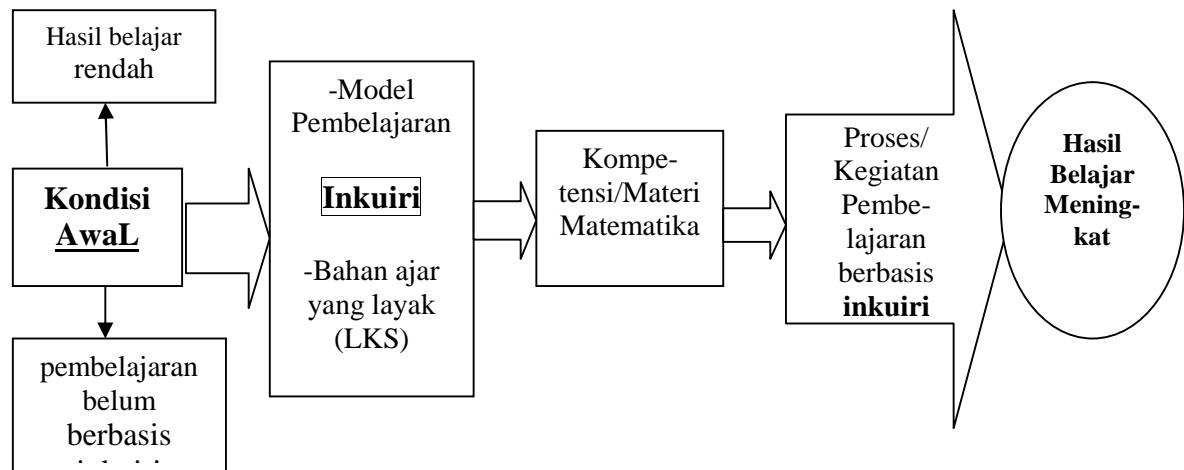 Hasil belajar
rendah
Kondisi
AwaL
pembelajaran
belum
berbasis
-Model
Pembelajaran
Inkuiri
-Bahan ajar
yang layak
(LKS)
Kompe-
tensi/Materi
Matematika
Proses/
Kegiatan
Pembe-
lajaran
berbasis
inkuiri
Hasil
Belajar
Mening-
kat